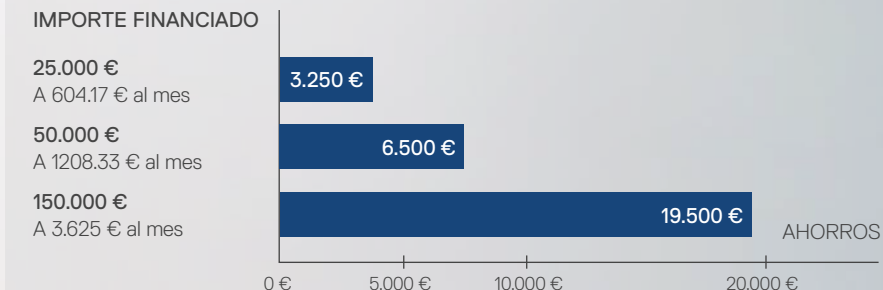 IMPORTE FINANCIADO
25.000 €
A 604.17 € al mes
3.250 €
50.000 €
A 1208.33 € al mes
6.500 €
150.000 €
A 3.625 € al mes
19.500 €
AHORROS
0 € 5.000 € 10.000 € 20.000 €